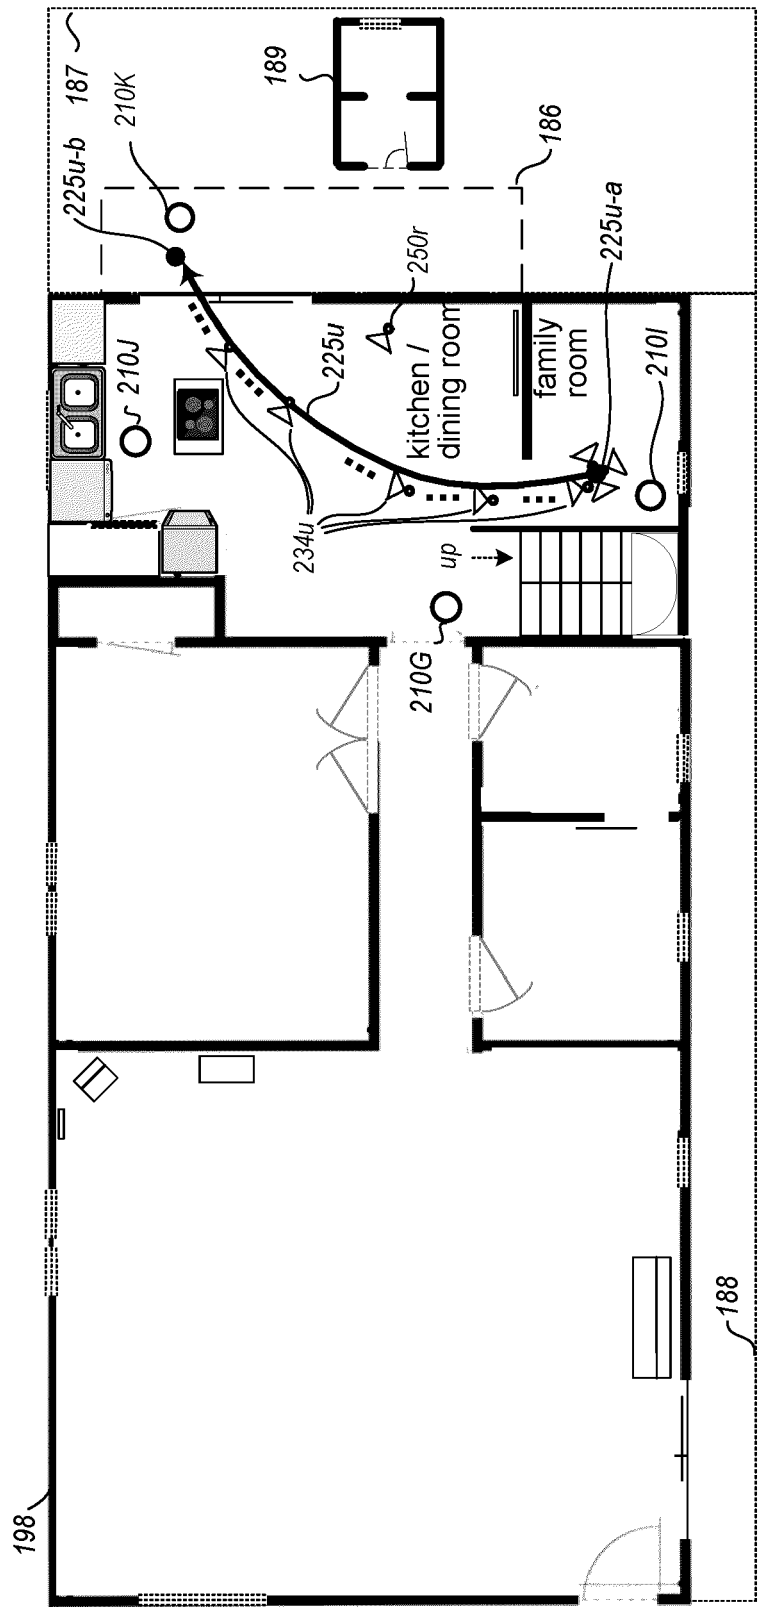 187
225u-b
210K
189
186
225u-a
250r
210J
225u
kitchen /
dining room
family
room
210I
234u
up
210G
188
198